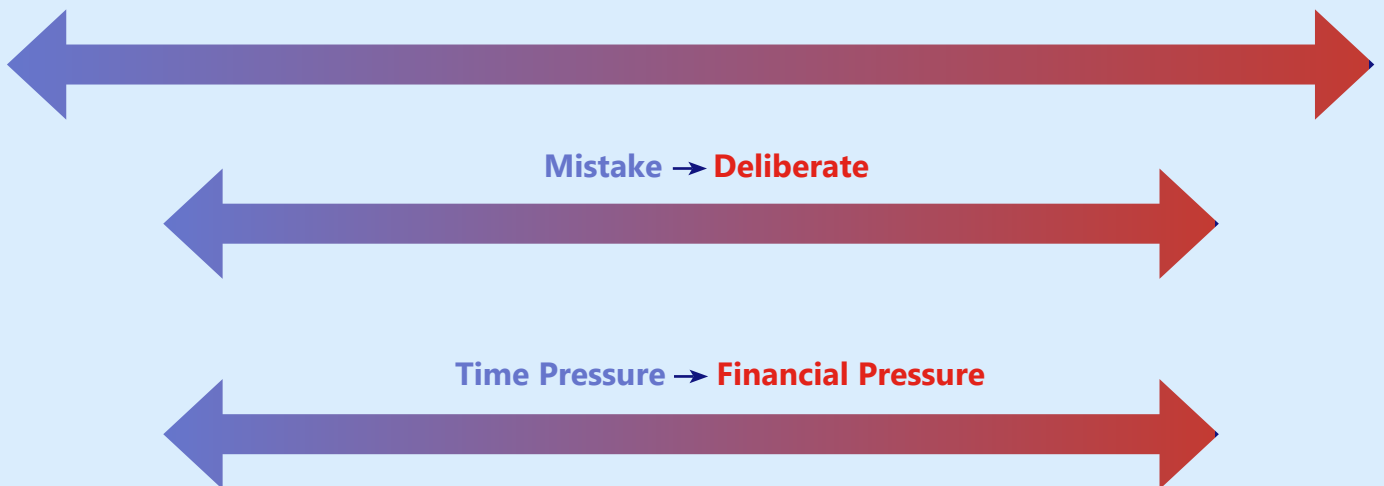 Mistake → Deliberate
Time Pressure → Financial Pressure